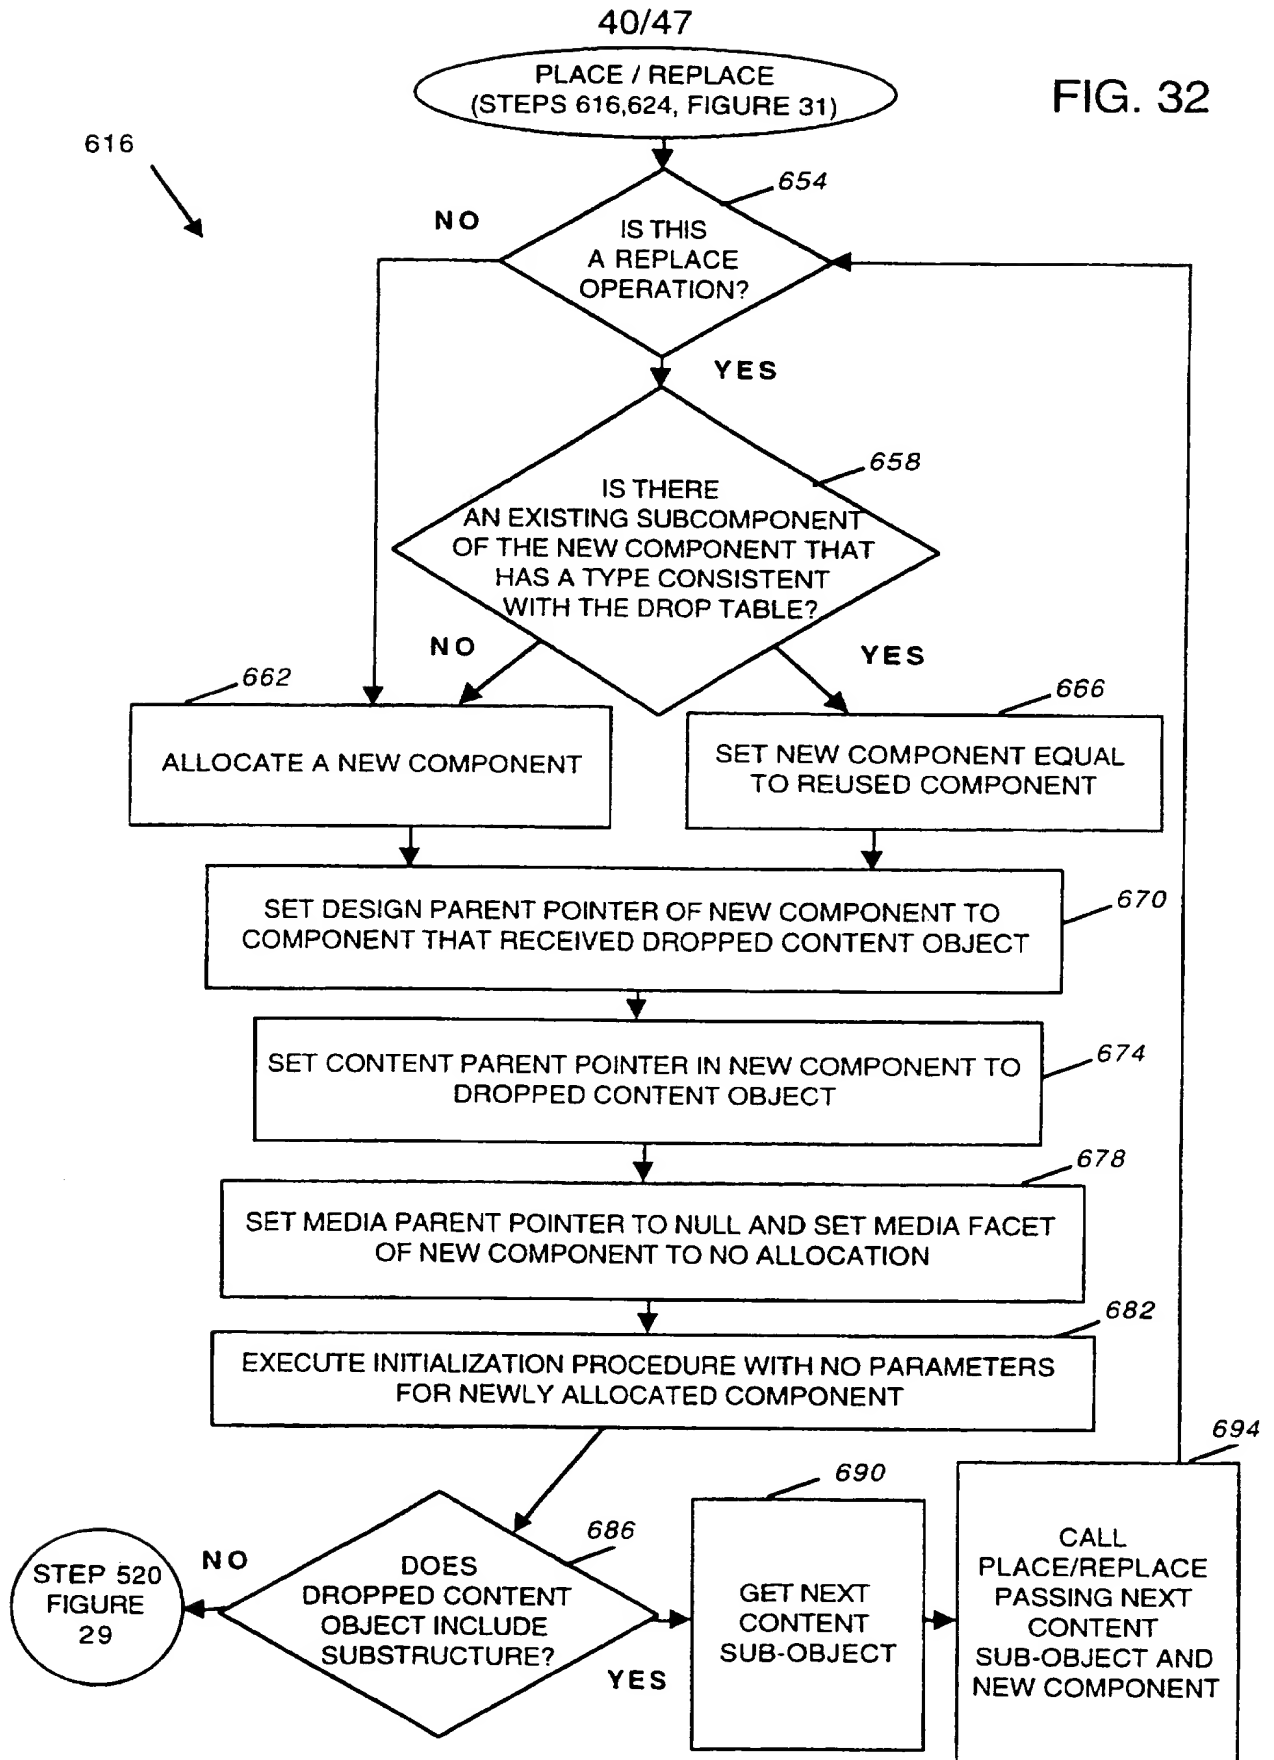 40/47
PLACE / REPLACE
(STEPS 616,624, FIGURE 31)
FIG. 32
616
654
NO
IS THIS
A REPLACE
OPERATION?
YES
658
IS THERE
AN EXISTING SUBCOMPONENT
OF THE NEW COMPONENT THAT
HAS A TYPE CONSISTENT
WITH THE DROP TABLE?
NO
YES
662
ALLOCATE A NEW COMPONENT
666
SET NEW COMPONENT EQUAL
TO REUSED COMPONENT
670
SET DESIGN PARENT POINTER OF NEW COMPONENT TO
COMPONENT THAT RECEIVED DROPPED CONTENT OBJECT
674
SET CONTENT PARENT POINTER IN NEW COMPONENT TO
DROPPED CONTENT OBJECT
678
SET MEDIA PARENT POINTER TO NULL AND SET MEDIA FACET
OF NEW COMPONENT TO NO ALLOCATION
682
EXECUTE INITIALIZATION PROCEDURE WITH NO PARAMETERS
FOR NEWLY ALLOCATED COMPONENT
686
DOES
DROPPED CONTENT
OBJECT INCLUDE
SUBSTRUCTURE?
NO
STEP 520
FIGURE
29
YES
690
GET NEXT
CONTENT
SUB-OBJECT
694
CALL
PLACE/REPLACE
PASSING NEXT
CONTENT
SUB-OBJECT AND
NEW COMPONENT